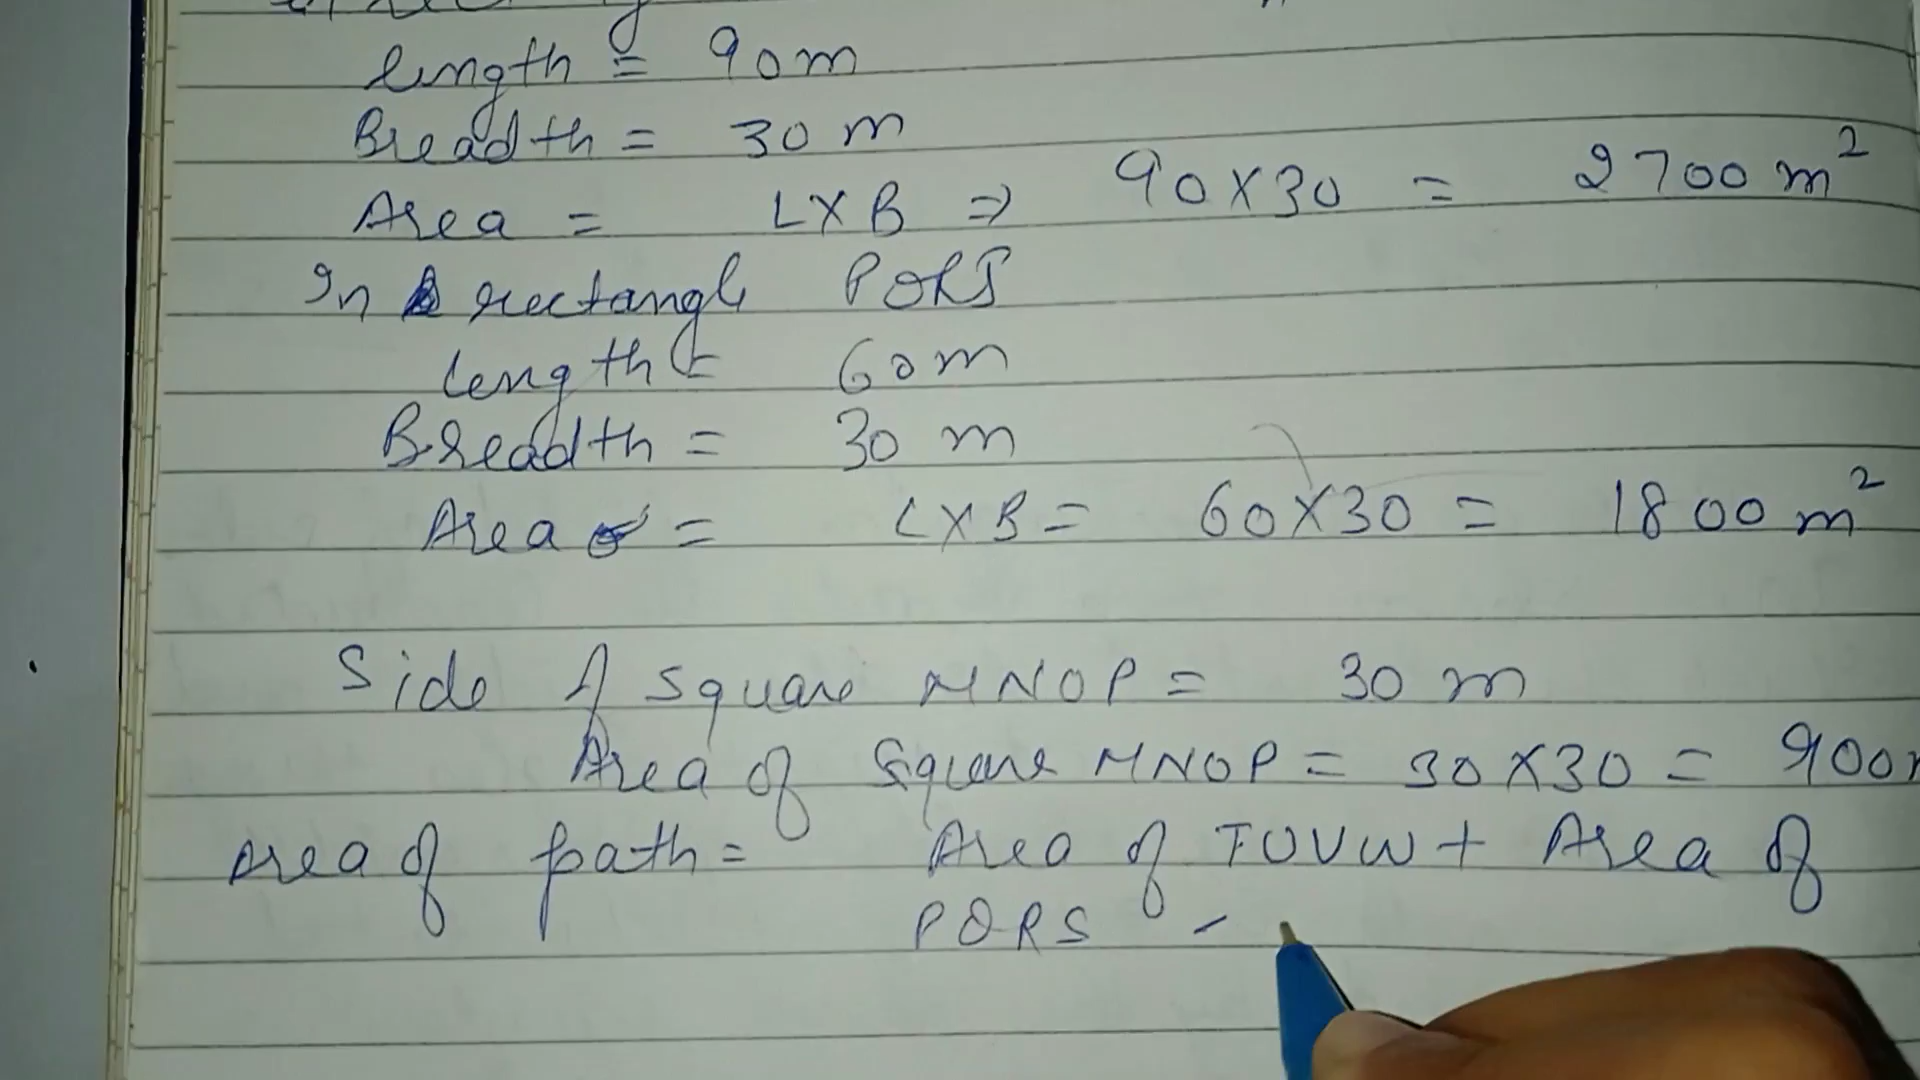 length = 90m
Breadth = 30 m
Area = L X B => 90 X 30 = 2700 m²
In rectangle PQRS
length = 60m
Breadth = 30 m
Area = L X B = 60 X 30 = 1800 m²
Side of square MNOP = 30 m
Area of Square MNOP = 30 X 30 = 900
Area of path = Area of TUVW + Area of
PQRS -